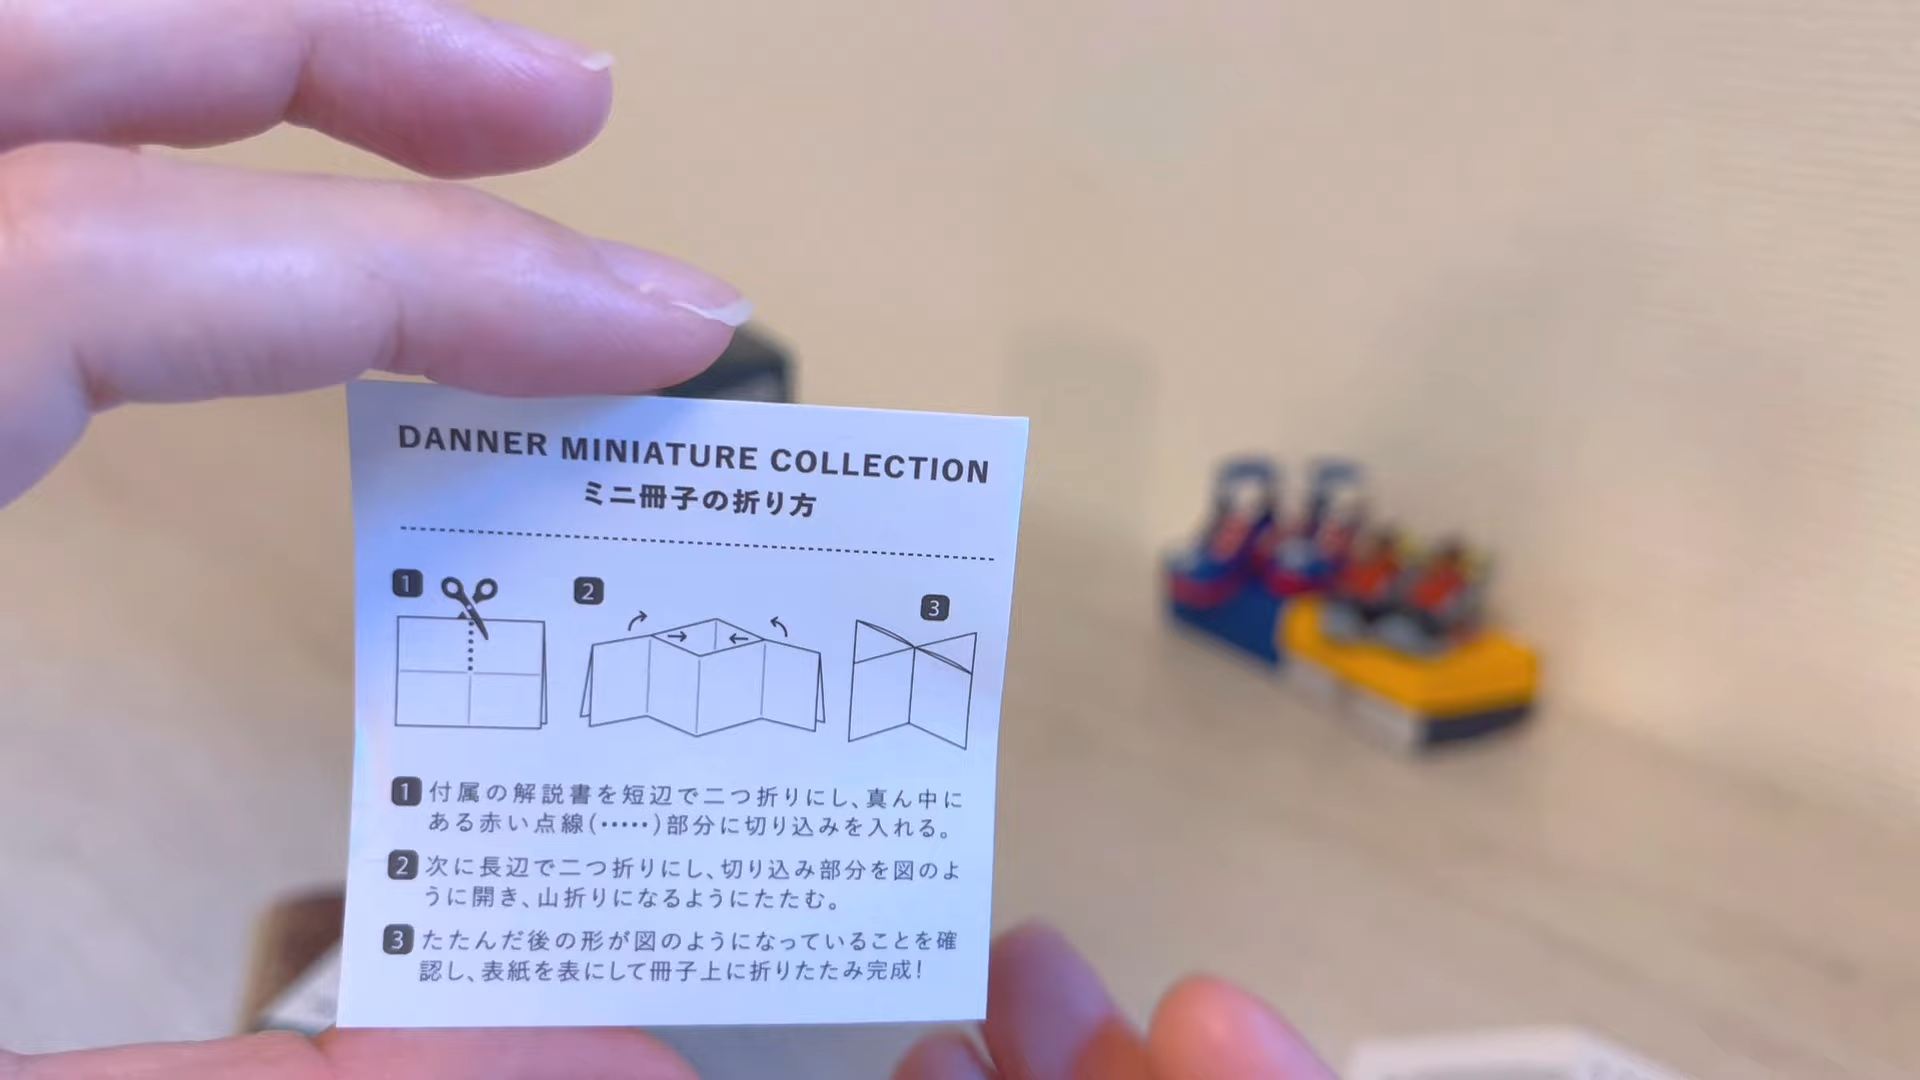 DANNER MINIATURE COLLECTION
ミニ冊子の折り方
1
2
3
1 付属の解説書を短辺で二つ折りにし、真ん中に
ある赤い点線(・・・・・)部分に切り込みを入れる。
2 次に長辺で二つ折りにし、切り込み部分を図のよ
うに開き、山折りになるようにたたむ。
3 たたんだ後の形が図のようになっていることを確
認し、表紙を表にして冊子上に折りたたみ完成!